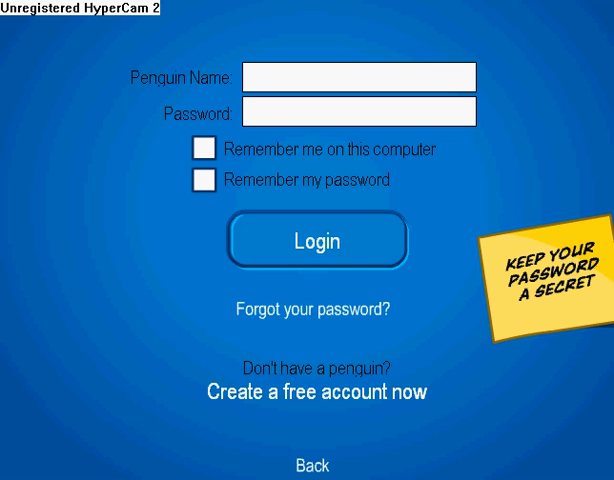 Unregistered HyperCam 2
Penguin Name:
Password:
Remember me on this computer
Remember my password
Login
KEEP YOUR
PASSWORD
A SECRET
Forgot your password?
Don't have a penguin?
Create a free account now
Back